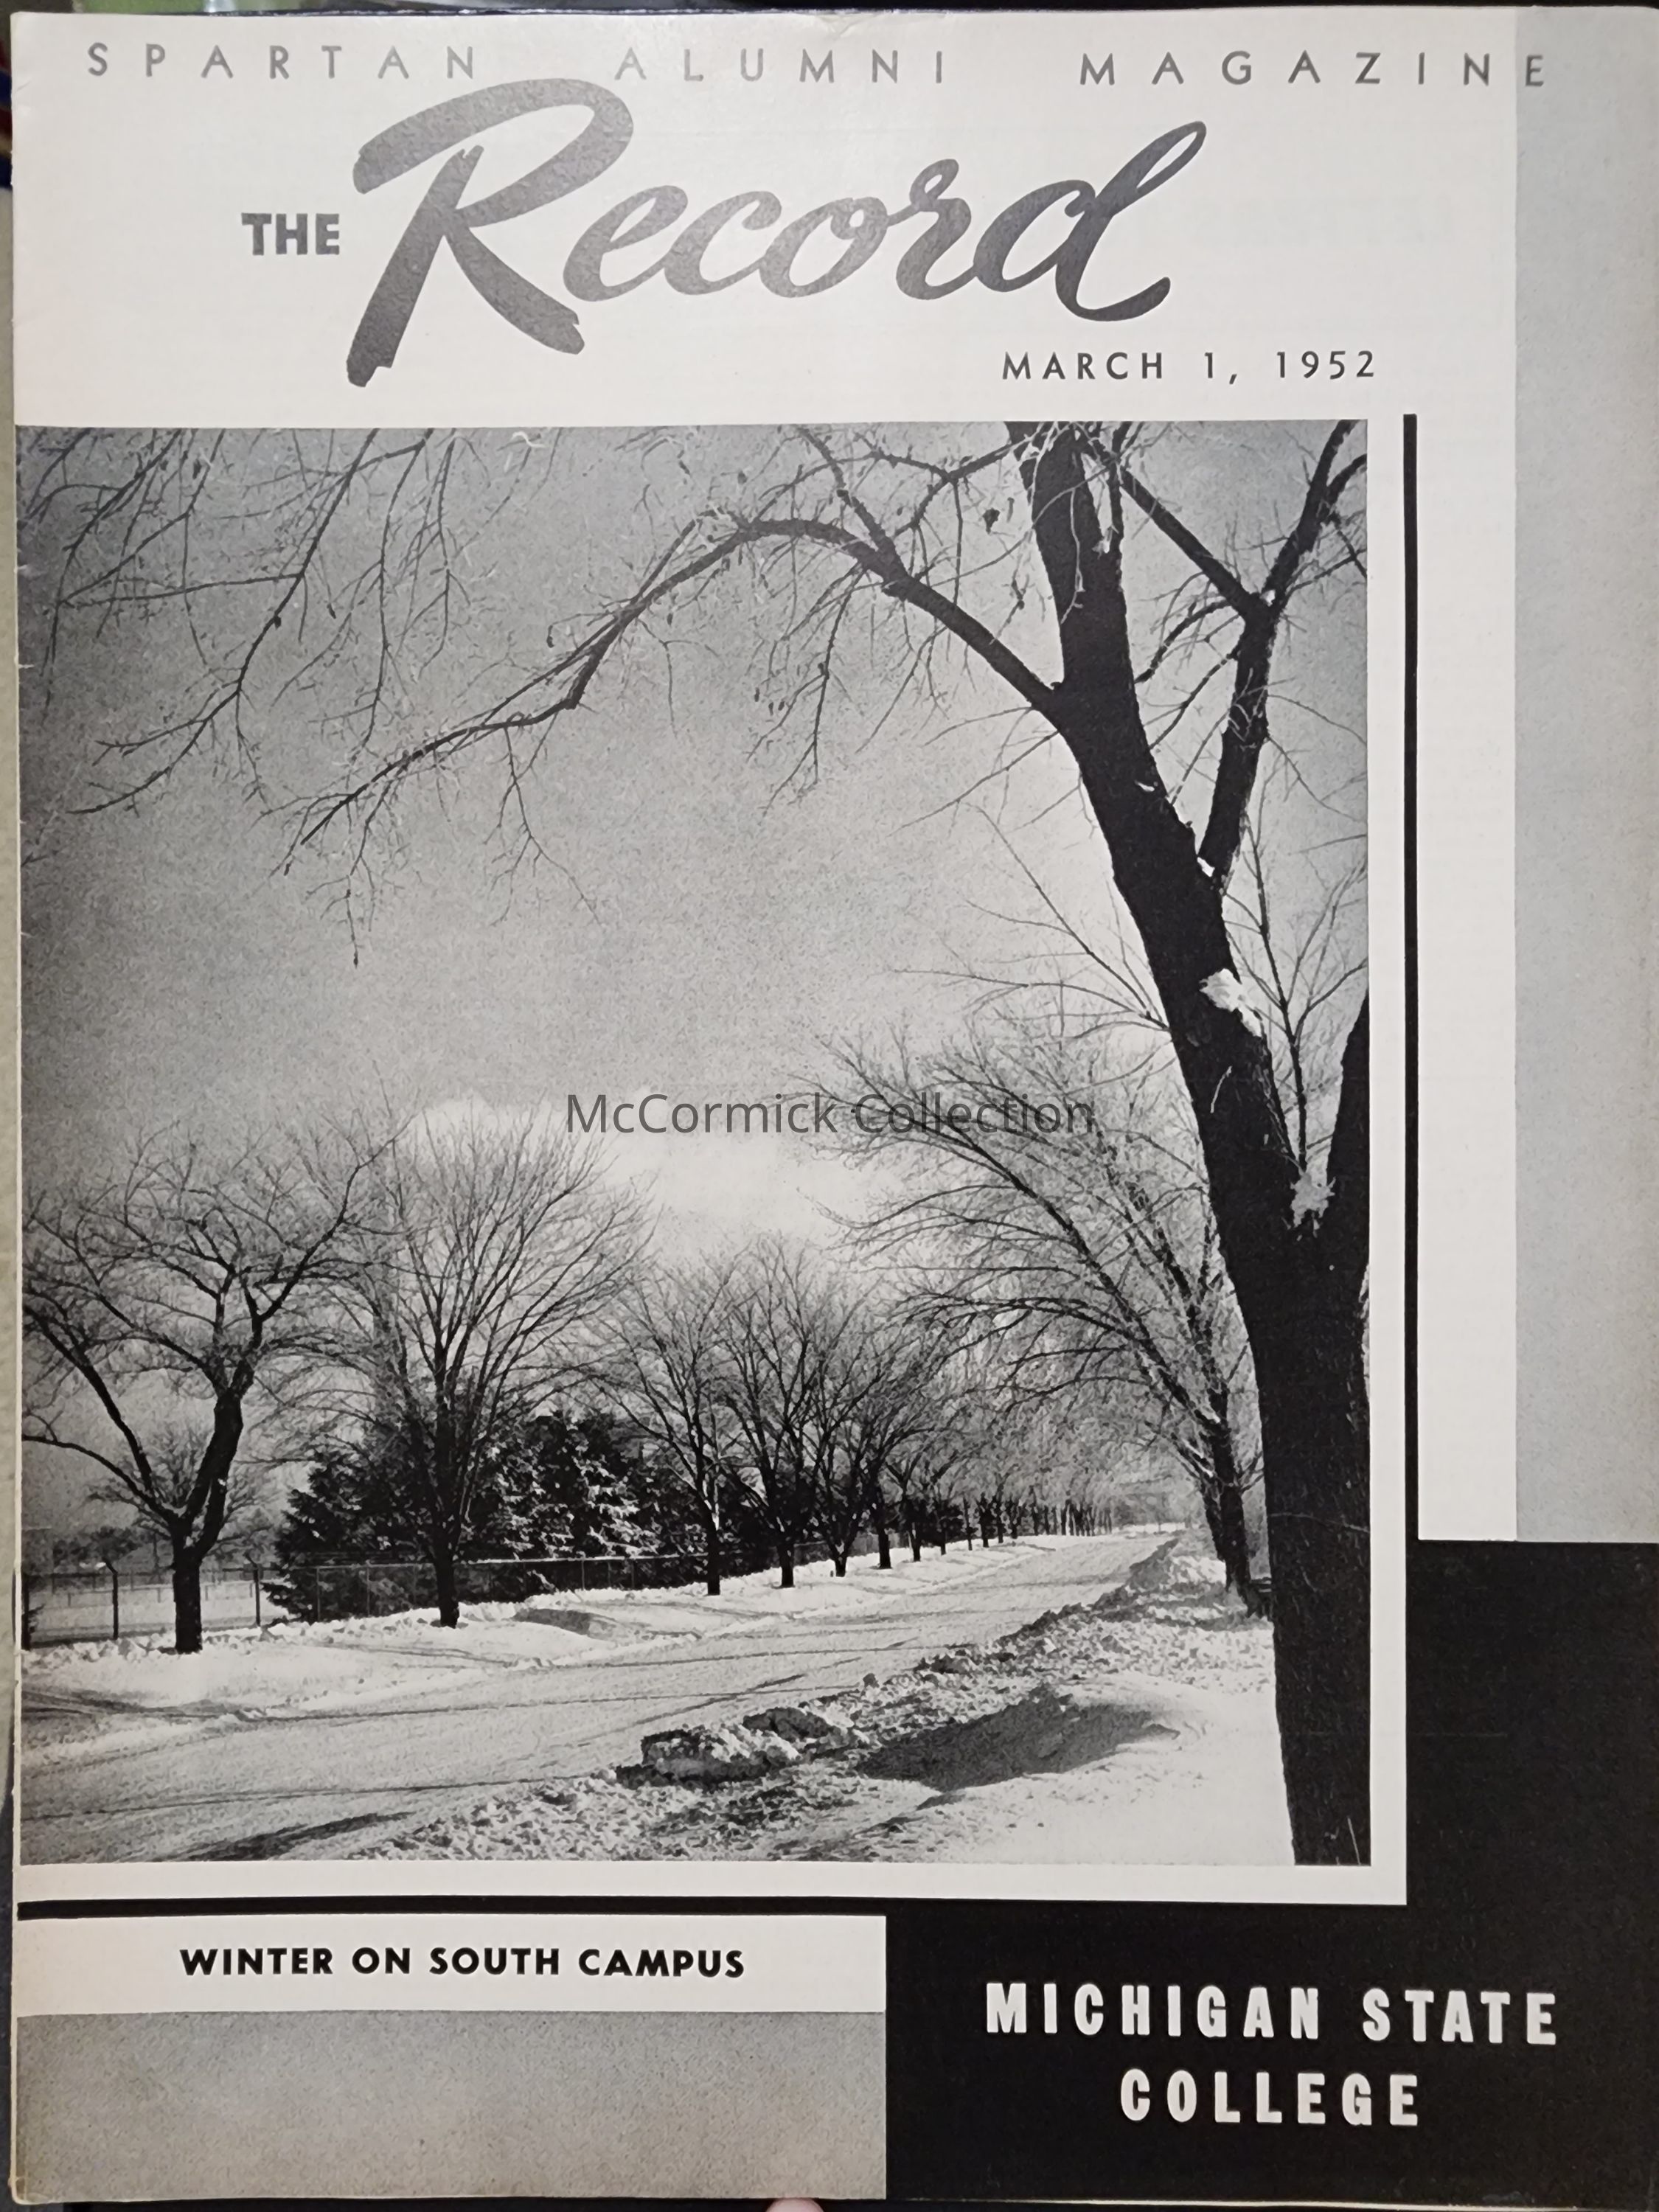 SPARTAN ALUMNI MAGAZINE
THE Record
MARCH 1, 1952
McCormick Collection
WINTER ON SOUTH CAMPUS
MICHIGAN STATE
COLLEGE